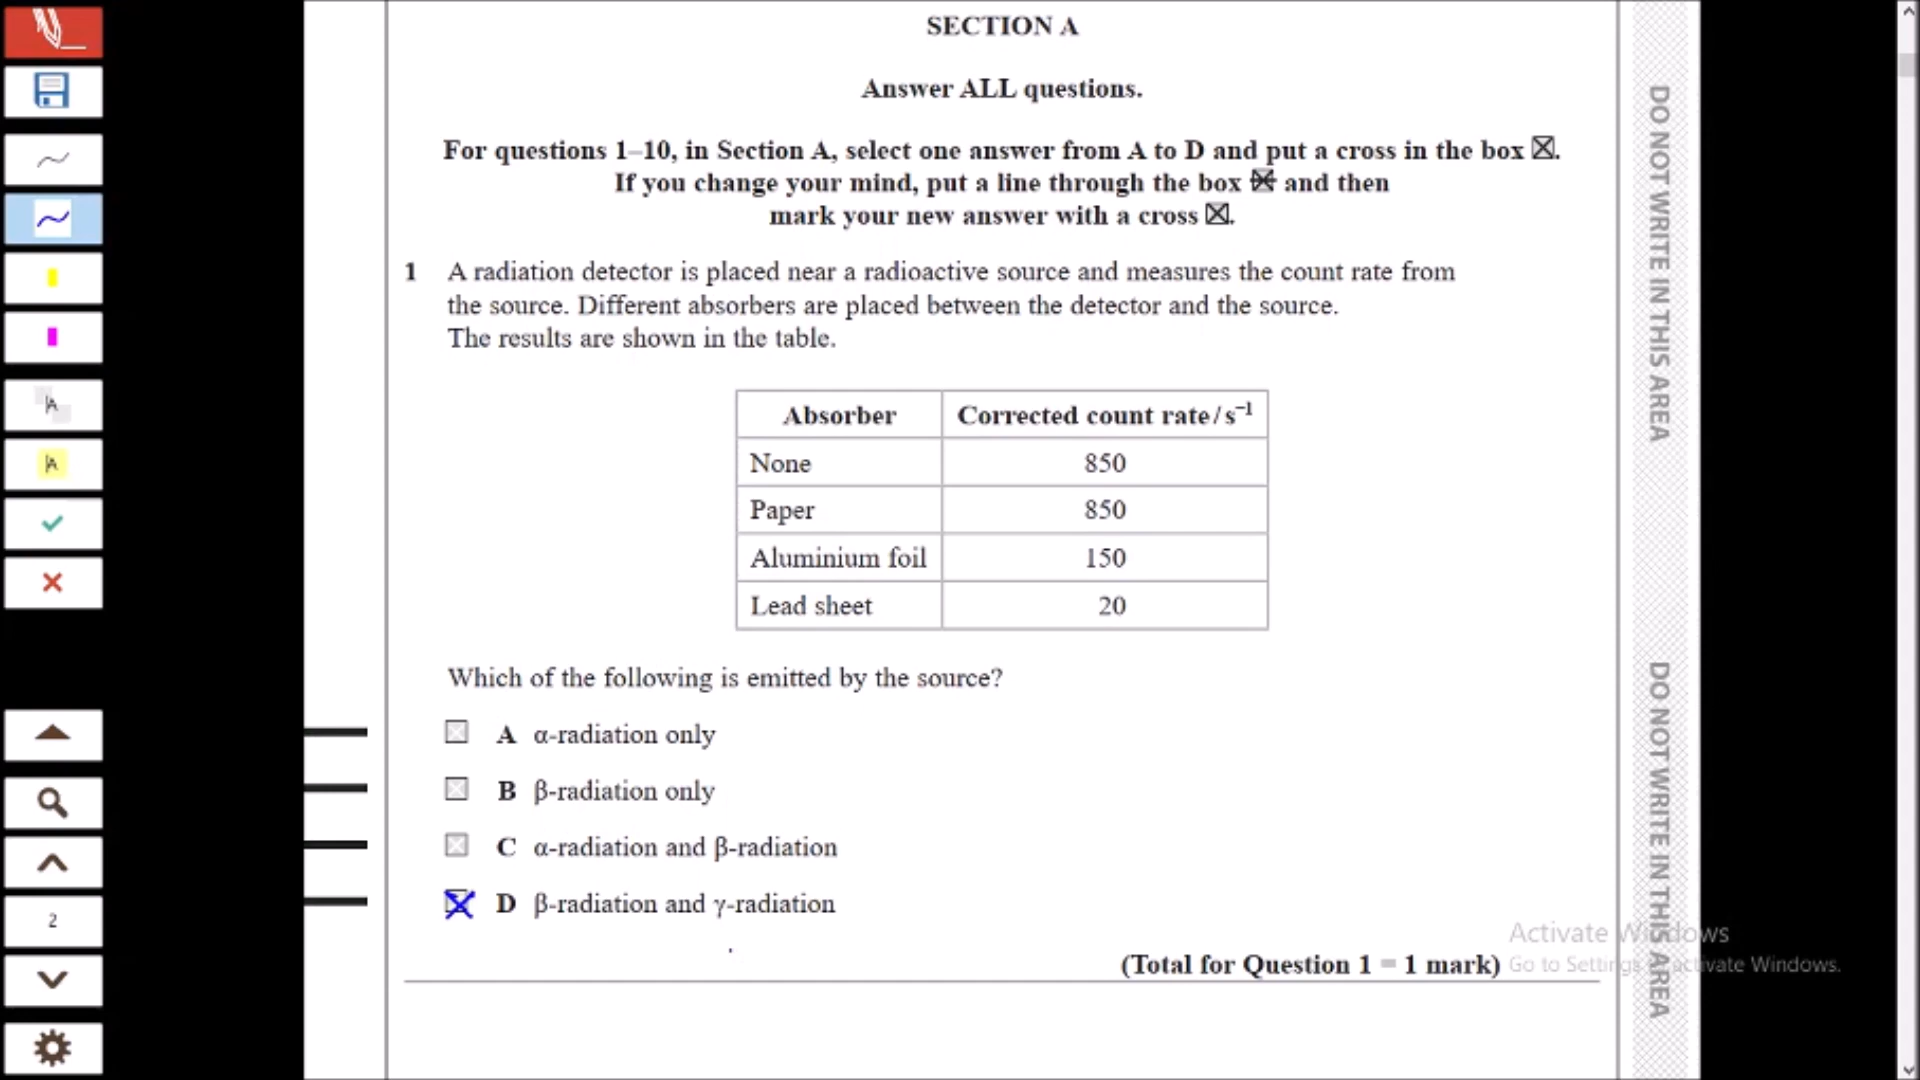 SECTION A
Answer ALL questions.
For questions 1–10, in Section A, select one answer from A to D and put a cross in the box ☒.
If you change your mind, put a line through the box ☒ and then
mark your new answer with a cross ☒.
1 A radiation detector is placed near a radioactive source and measures the count rate from
the source. Different absorbers are placed between the detector and the source.
The results are shown in the table.
Absorber Corrected count rate/s⁻¹
None 850
Paper 850
Aluminium foil 150
Lead sheet 20
Which of the following is emitted by the source?
A α-radiation only
B β-radiation only
C α-radiation and β-radiation
D β-radiation and γ-radiation
(Total for Question 1 = 1 mark)
DO NOT WRITE IN THIS AREA
DO NOT WRITE IN THIS AREA
Activate Windows
Go to Settings to activate Windows.
2